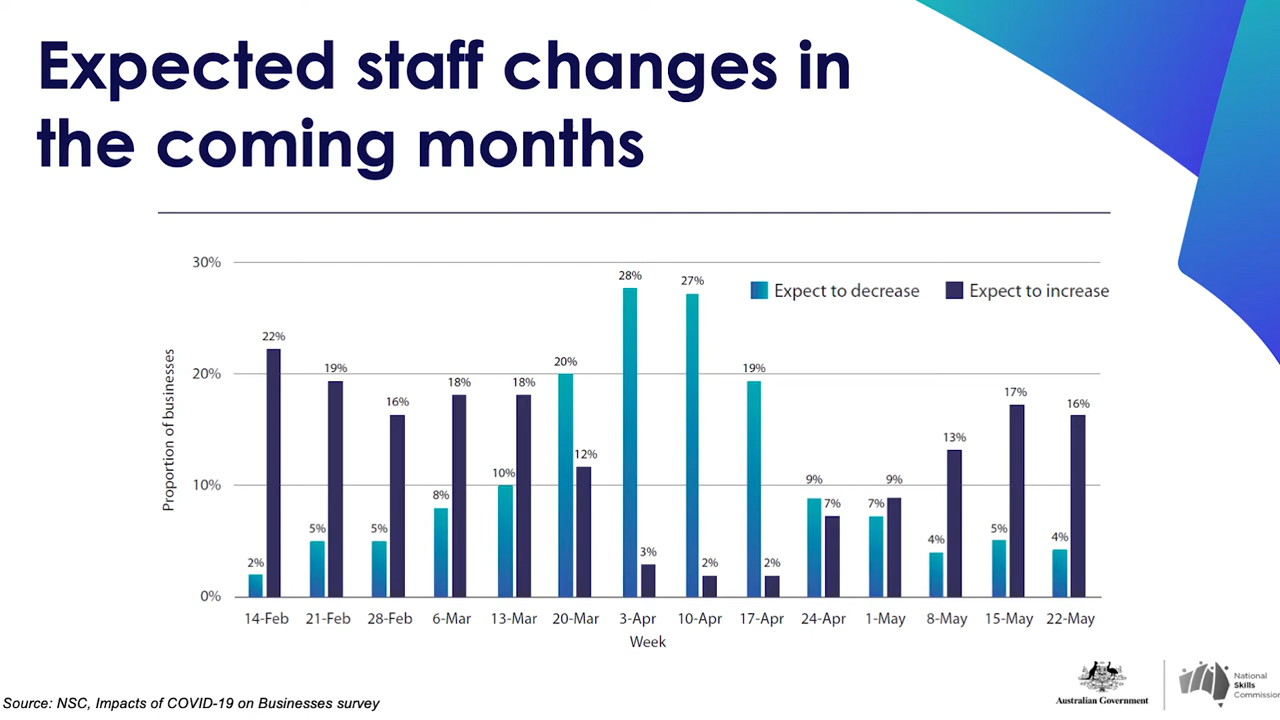 Expected staff changes in
the coming months
30%
20%
10%
0%
Proportion of businesses
Expect to decrease
Expect to increase
2% 22%
5% 19%
5% 16%
8% 18%
10% 18%
20% 12%
28% 3%
27% 2%
19% 2%
9% 7%
7% 9%
4% 13%
5% 17%
4% 16%
14-Feb 21-Feb 28-Feb 6-Mar 13-Mar 20-Mar 3-Apr 10-Apr 17-Apr 24-Apr 1-May 8-May 15-May 22-May
Week
Source: NSC, Impacts of COVID-19 on Businesses survey
Australian Government
National
Skills
Commission